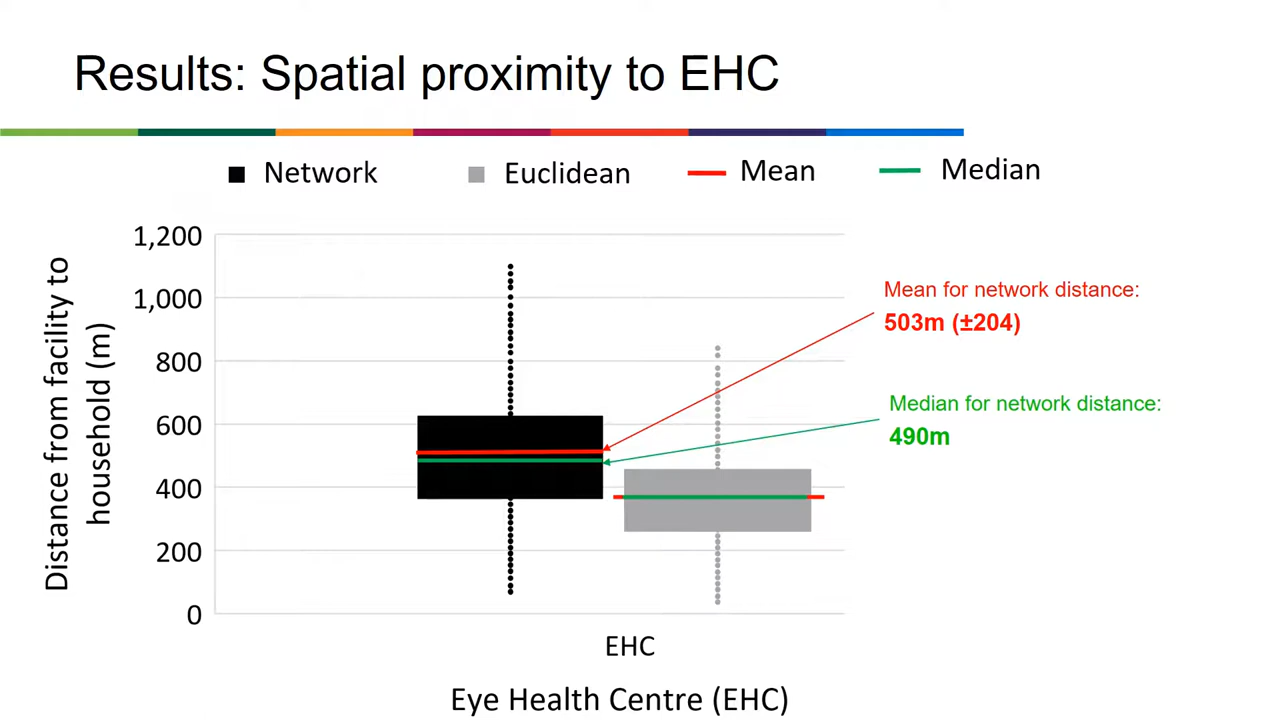 Results: Spatial proximity to EHC
Network
Euclidean
Mean
Median
Distance from facility to
household (m)
1,200
1,000
800
600
400
200
0
Mean for network distance:
503m (±204)
Median for network distance:
490m
EHC
Eye Health Centre (EHC)